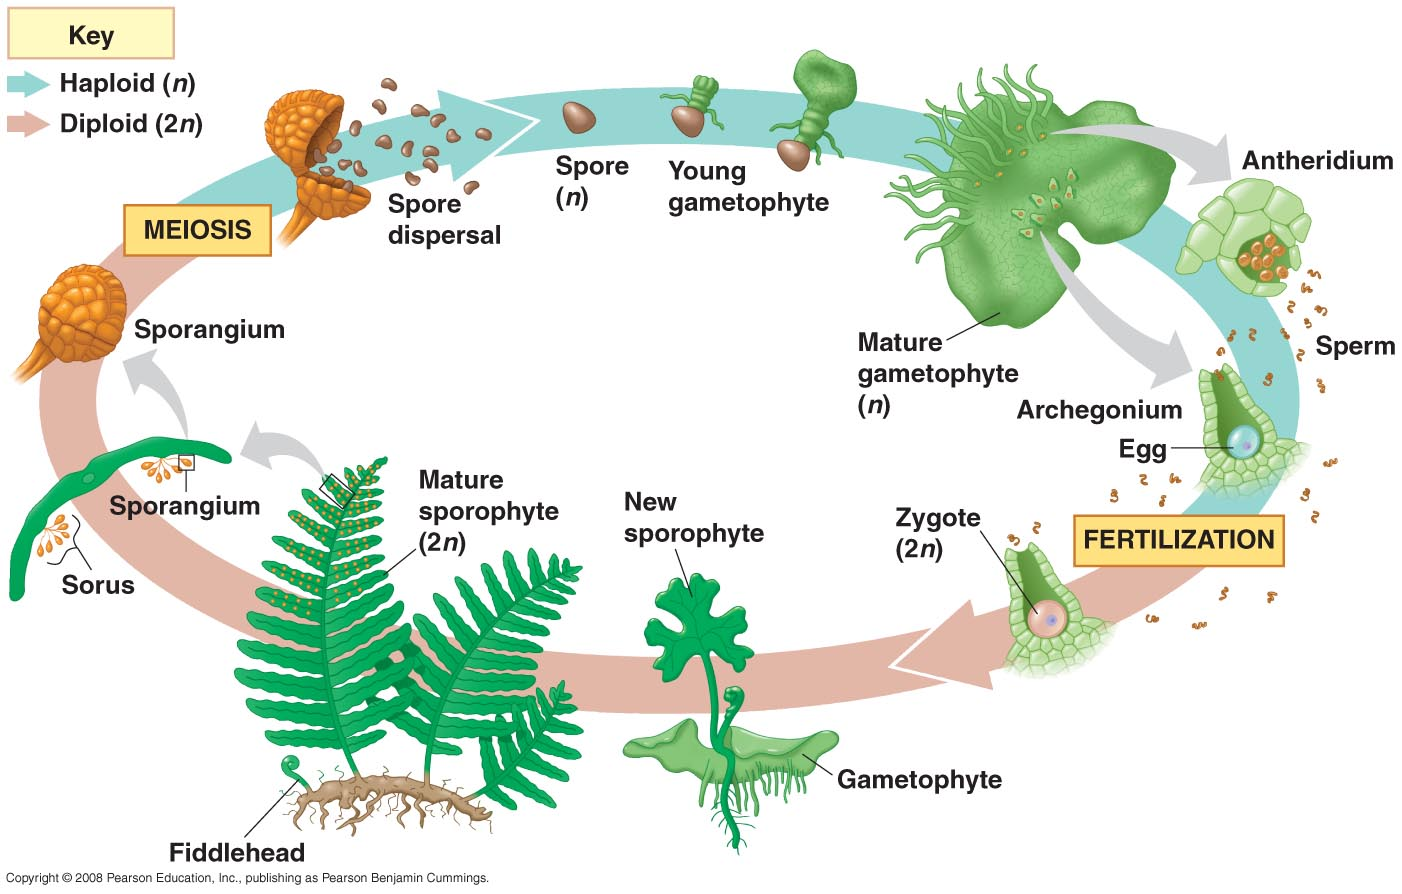 Key
Haploid (n)
Diploid (2n)
MEIOSIS
Spore
dispersal
Spore
(n)
Young
gametophyte
Antheridium
Sporangium
Mature
gametophyte
(n)
Sperm
Archegonium
Egg
Sporangium
Sorus
Mature
sporophyte
(2n)
New
sporophyte
Zygote
(2n)
FERTILIZATION
Gametophyte
Fiddlehead
Copyright © 2008 Pearson Education, Inc., publishing as Pearson Benjamin Cummings.